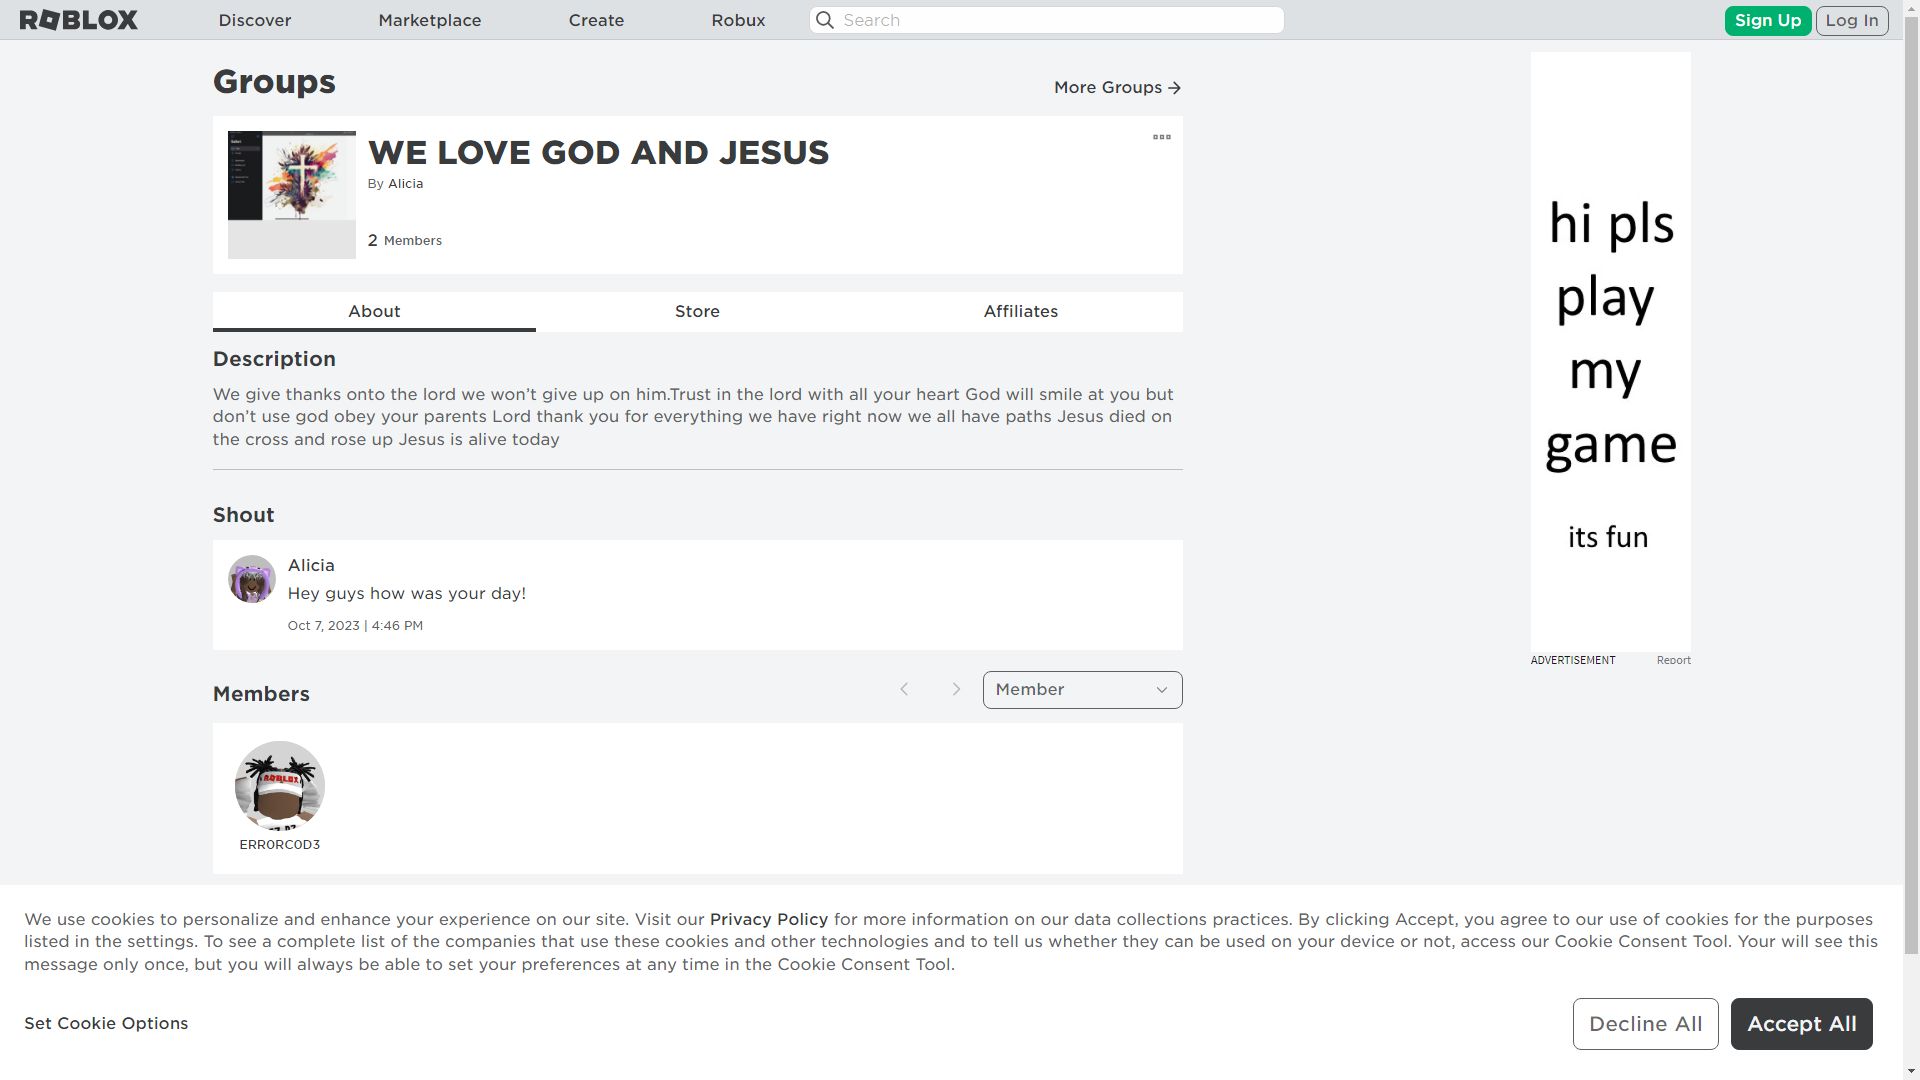 ROBLOX
Discover
Marketplace
Create
Robux
Search
Sign Up
Log In
Groups
More Groups
WE LOVE GOD AND JESUS
By Alicia
2 Members
About
Store
Affiliates
Description
We give thanks onto the lord we won’t give up on him.Trust in the lord with all your heart God will smile at you but
don’t use god obey your parents Lord thank you for everything we have right now we all have paths Jesus died on
the cross and rose up Jesus is alive today
Shout
Alicia
Hey guys how was your day!
Oct 7, 2023 | 4:46 PM
Members
Member
ROBLOX
ERR0RC0D3
hi pls
play
my
game
its fun
ADVERTISEMENT
Report
We use cookies to personalize and enhance your experience on our site. Visit our Privacy Policy for more information on our data collections practices. By clicking Accept, you agree to our use of cookies for the purposes
listed in the settings. To see a complete list of the companies that use these cookies and other technologies and to tell us whether they can be used on your device or not, access our Cookie Consent Tool. Your will see this
message only once, but you will always be able to set your preferences at any time in the Cookie Consent Tool.
Set Cookie Options
Decline All
Accept All